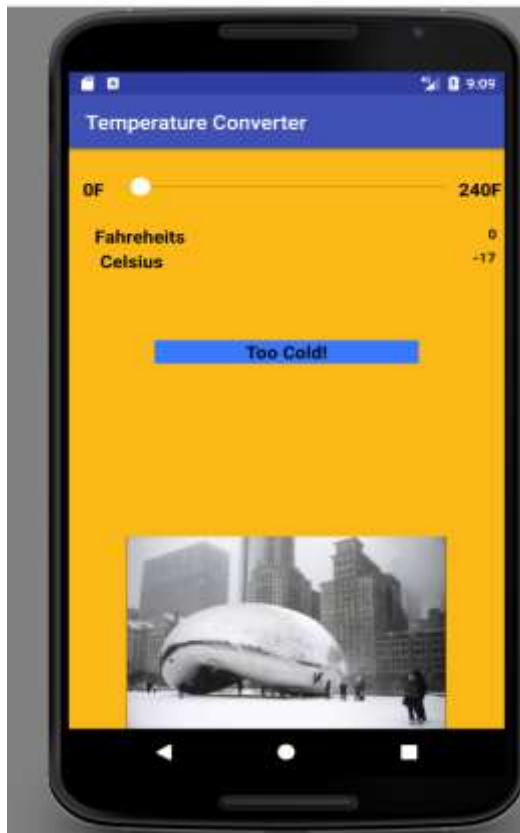 9:09
Temperature Converter
0F 240F
Fahreheits 0
Celsius -17
Too Cold!